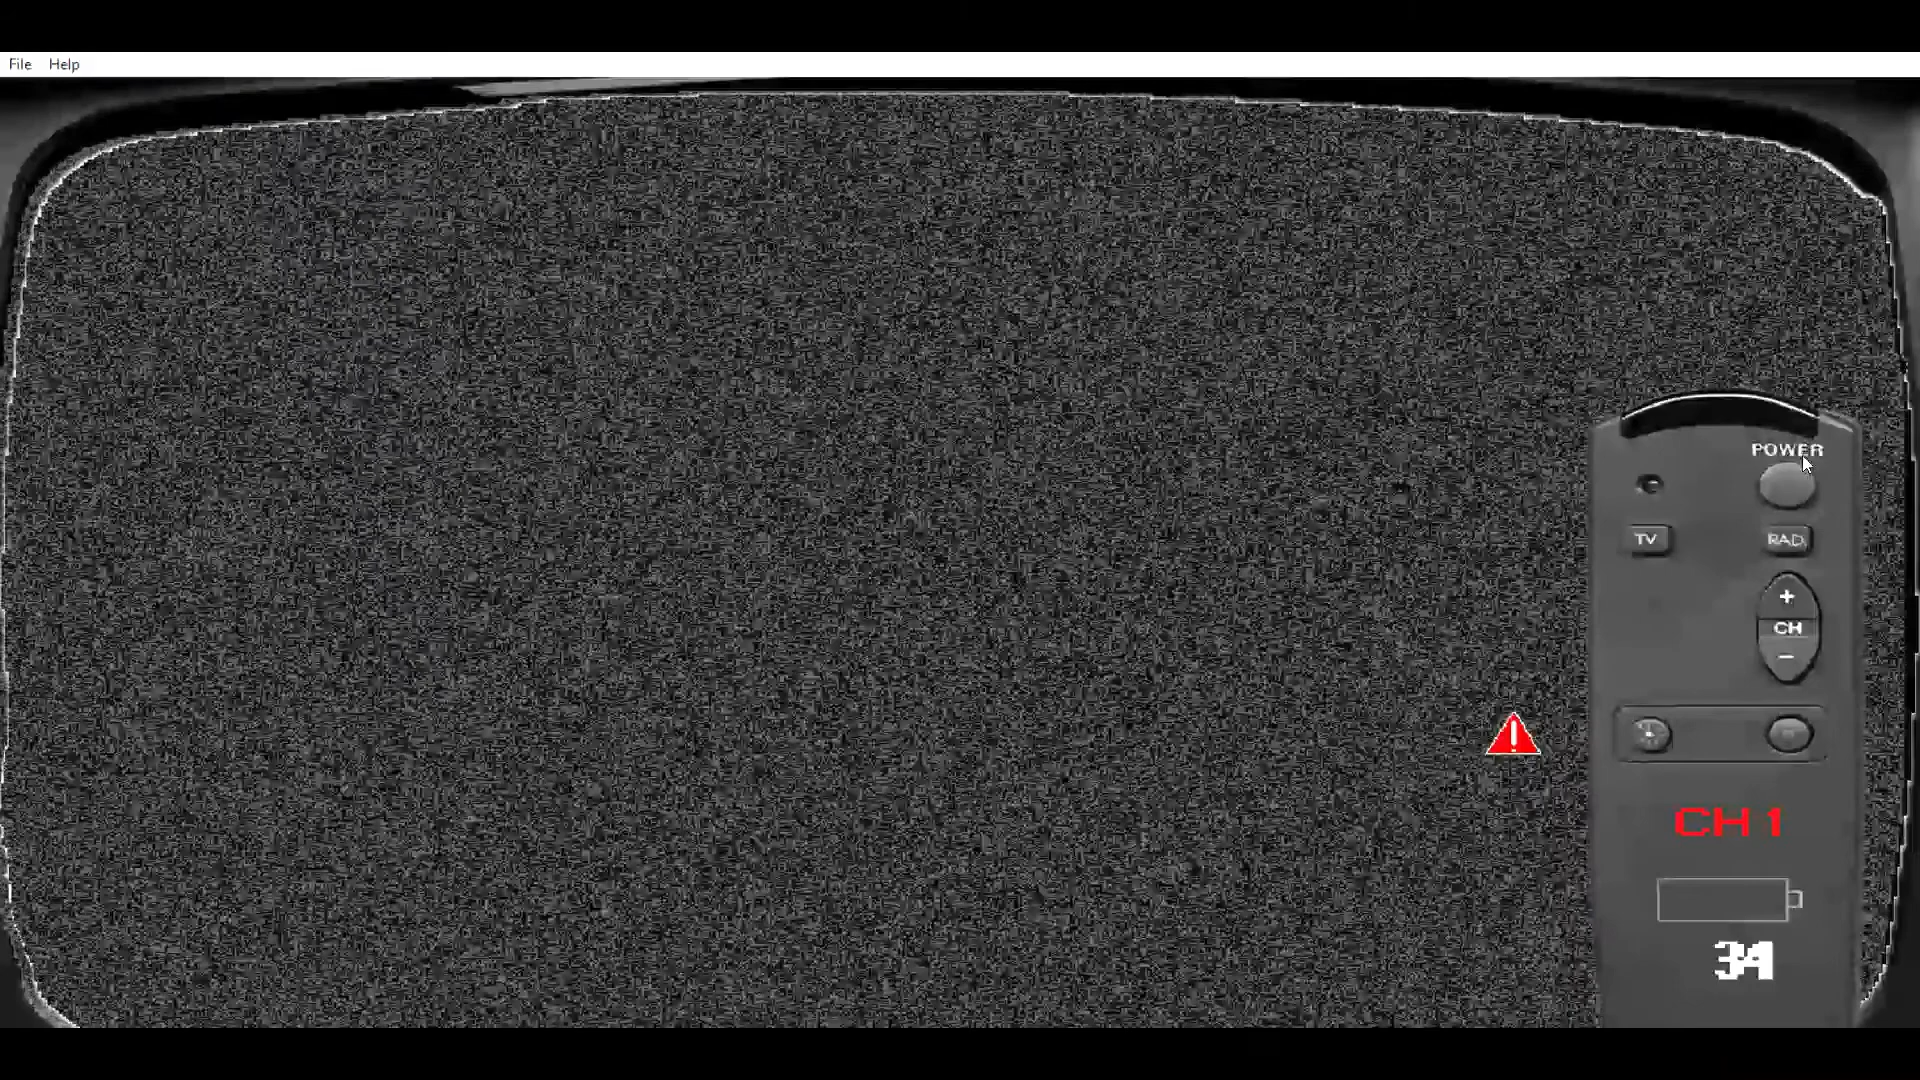 File Help
POWER
TV RAD.
+
CH
-
CH 1
34